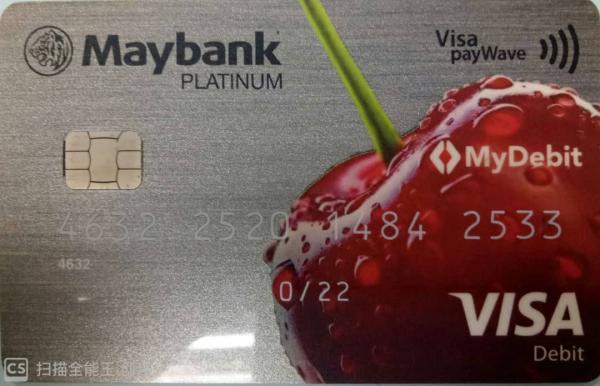 Maybank
PLATINUM
Visa
payWave
MyDebit
4632 2520 1484 2533
4632
0/22
VISA
Debit
CS 扫描全能王